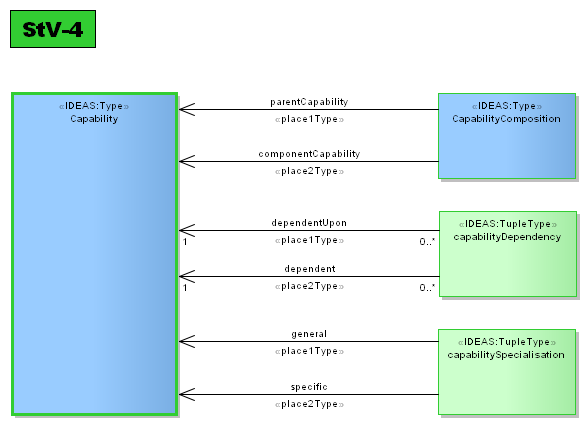 StV-4
«IDEAS:Type»
Capability
parentCapability
«place1Type»
componentCapability
«place2Type»
«IDEAS:Type»
CapabilityComposition
dependentUpon
«place1Type»
1
0..*
dependent
«place2Type»
1
0..*
«IDEAS:TupleType»
capabilityDependency
general
«place1Type»
specific
«place2Type»
«IDEAS:TupleType»
capabilitySpecialisation